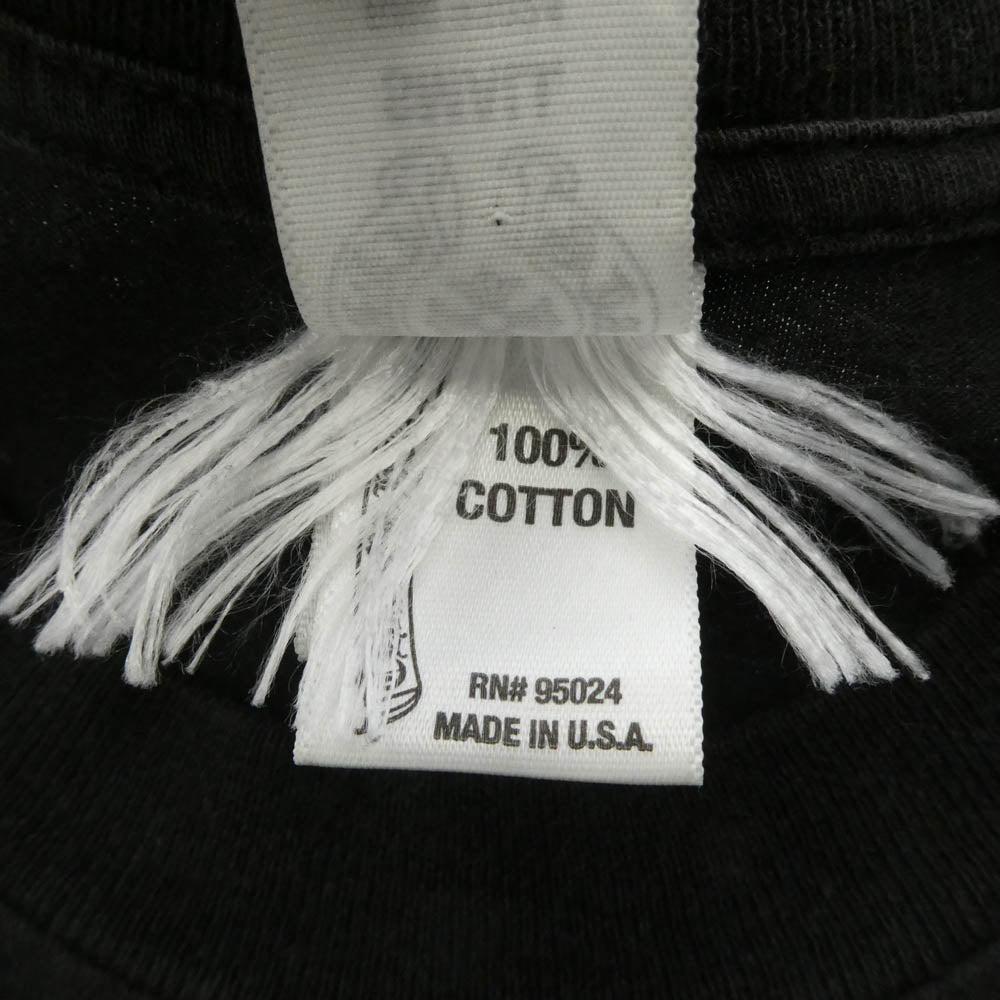 100%
COTTON
RN# 95024
MADE IN U.S.A.